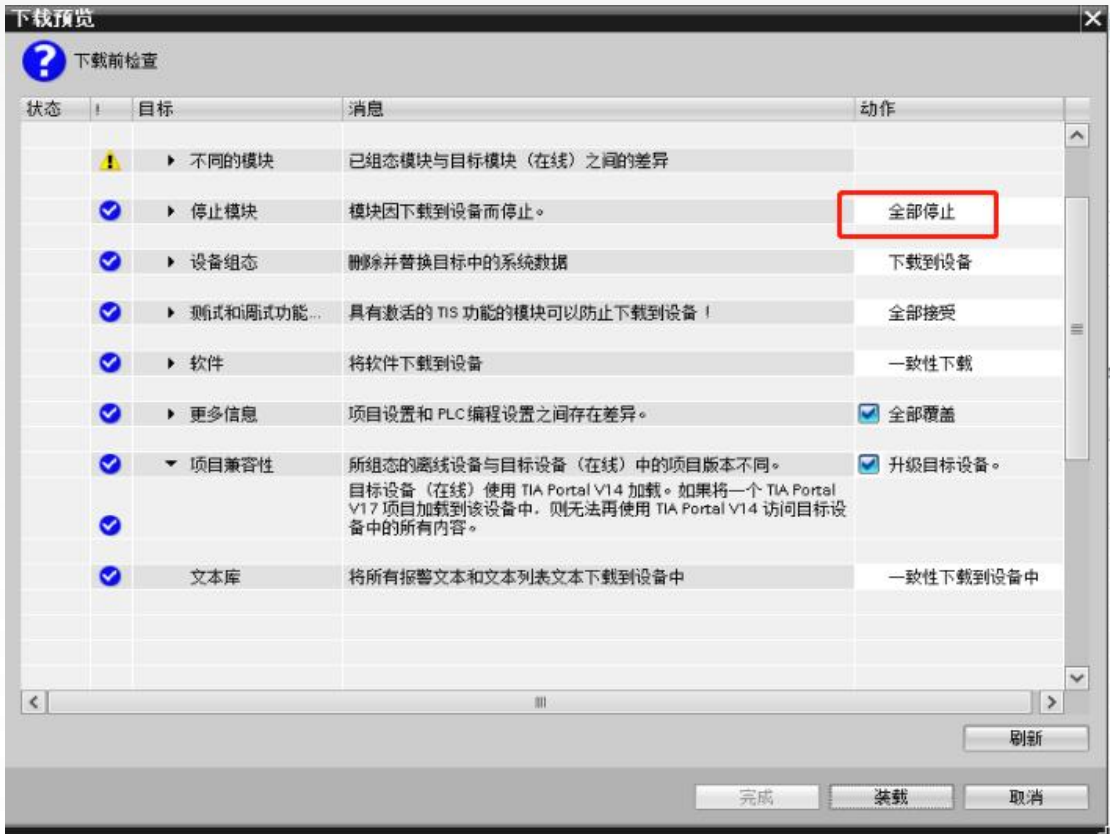 下载预览
下载前检查
状态 ! 目标 消息 动作
不同的模块 已组态模块与目标模块（在线）之间的差异
停止模块 模块因下载到设备而停止。 全部停止
设备组态 删除并替换目标中的系统数据 下载到设备
测试和调试功能... 具有激活的 TIS 功能的模块可以防止下载到设备！ 全部接受
软件 将软件下载到设备 一致性下载
更多信息 项目设置和 PLC 编程设置之间存在差异。 全部覆盖
项目兼容性 所组态的离线设备与目标设备（在线）中的项目版本不同。 升级目标设备。
目标设备（在线）使用 TIA Portal V14 加载。如果将一个 TIA Portal
V17 项目加载到该设备中，则无法再使用 TIA Portal V14 访问目标设
备中的所有内容。
文本库 将所有报警文本和文本列表文本下载到设备中 一致性下载到设备中
刷新
完成 装载 取消